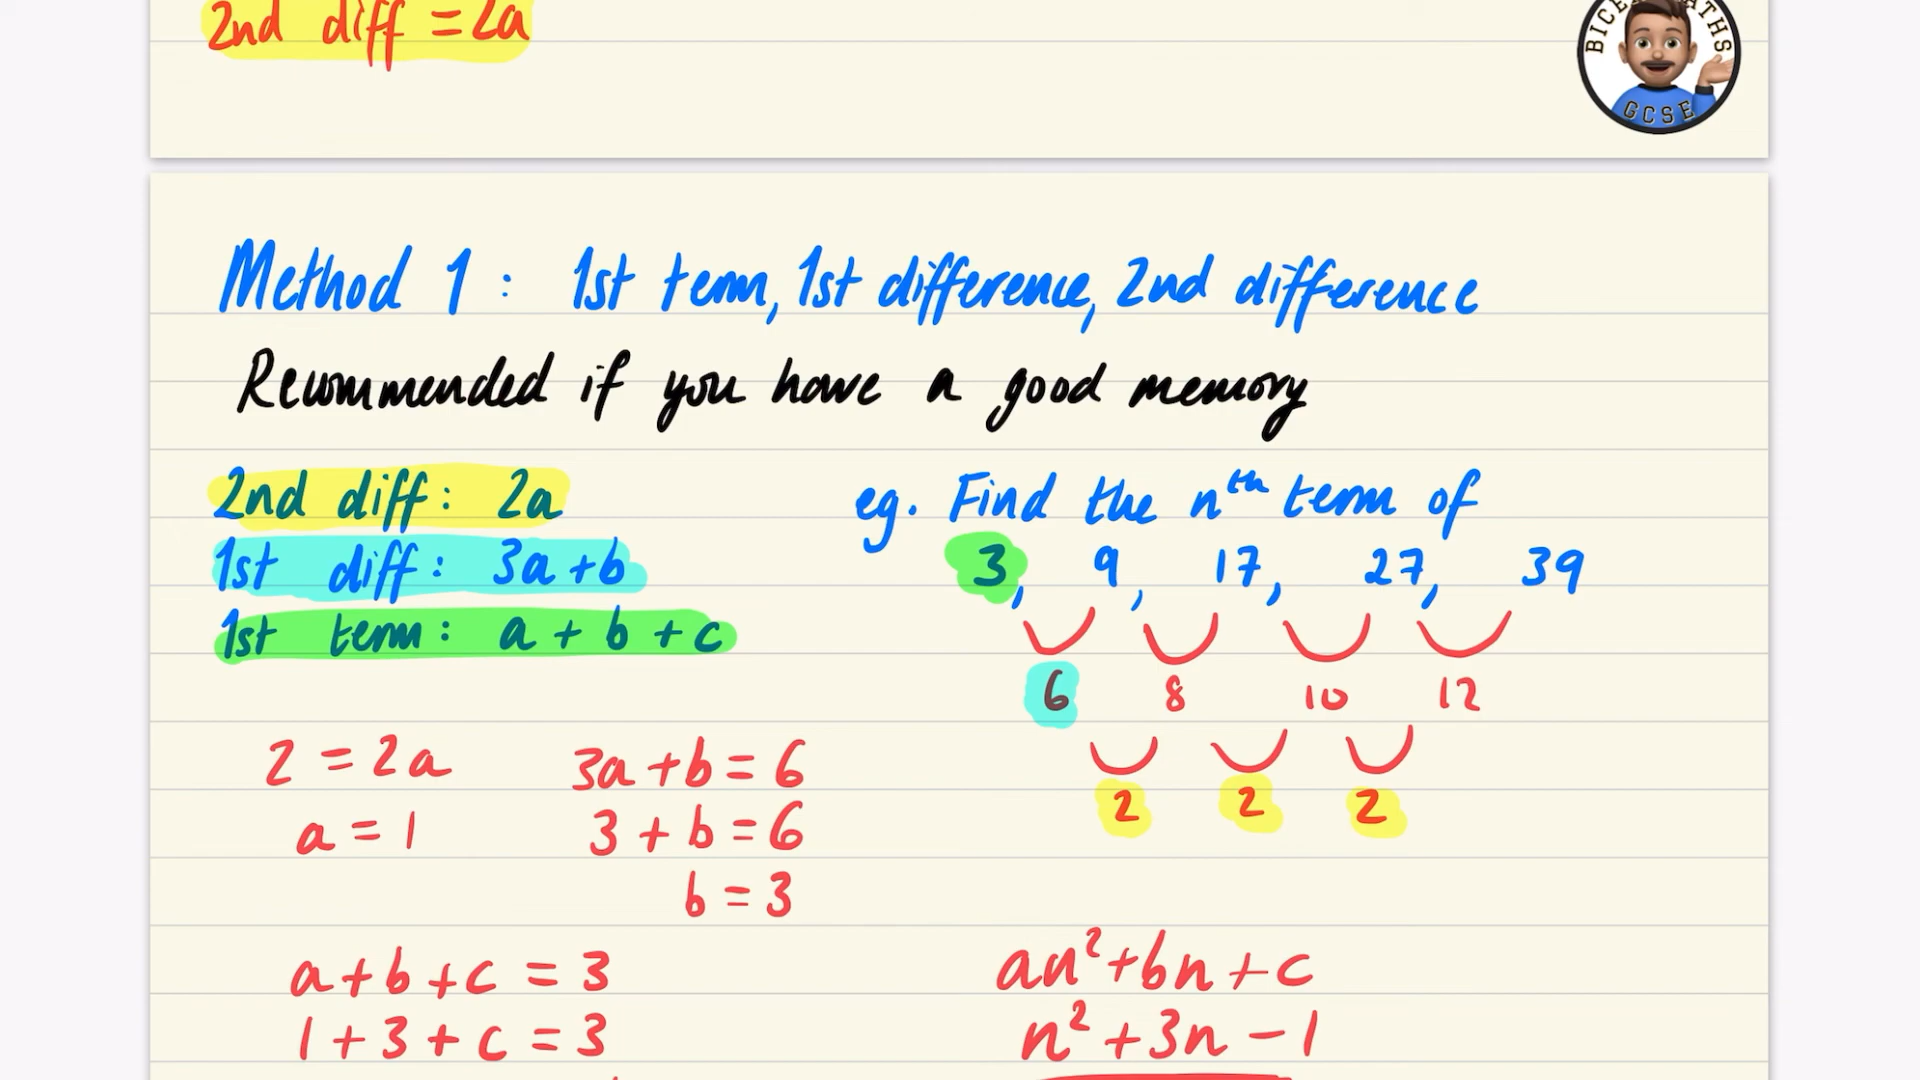 2nd diff = 2a
BICEN MATHS
GCSE
Method 1 : 1st term, 1st difference, 2nd difference
Recommended if you have a good memory
2nd diff : 2a
1st diff : 3a + b
1st term : a + b + c
eg. Find the nᵗʰ term of
3, 9, 17, 27, 39
6 8 10 12
2 2 2
2 = 2a
a = 1
3a + b = 6
3 + b = 6
b = 3
a + b + c = 3
1 + 3 + c = 3
an² + bn + c
n² + 3n - 1